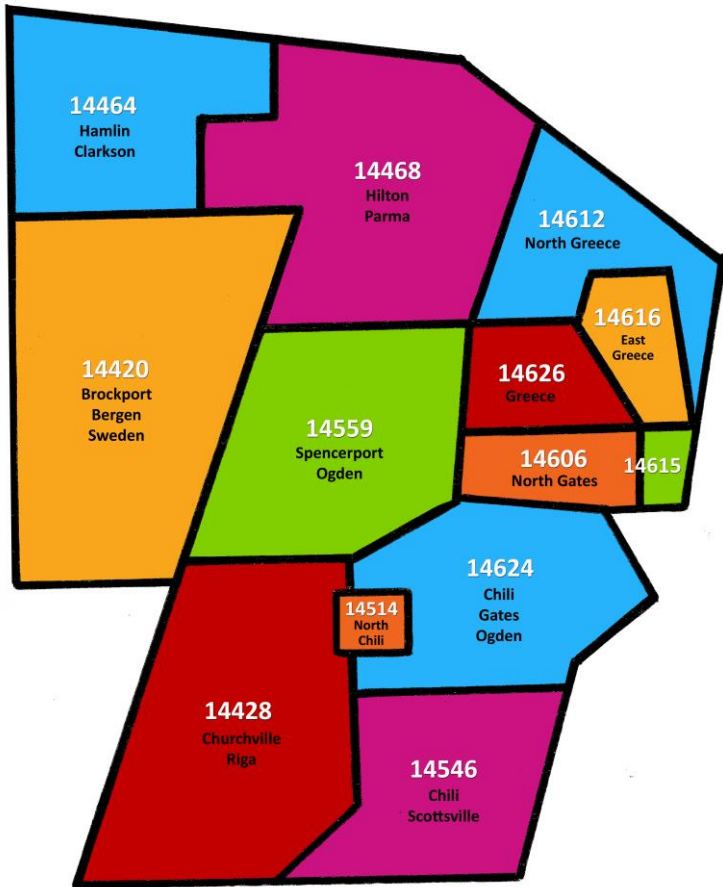 14464
Hamlin
Clarkson
14468
Hilton
Parma
14612
North Greece
14616
East
Greece
14420
Brockport
Bergen
Sweden
14626
Greece
14559
Spencerport
Ogden
14606
North Gates
14615
14624
Chili
Gates
Ogden
14514
North
Chili
14428
Churchville
Riga
14546
Chili
Scottsville